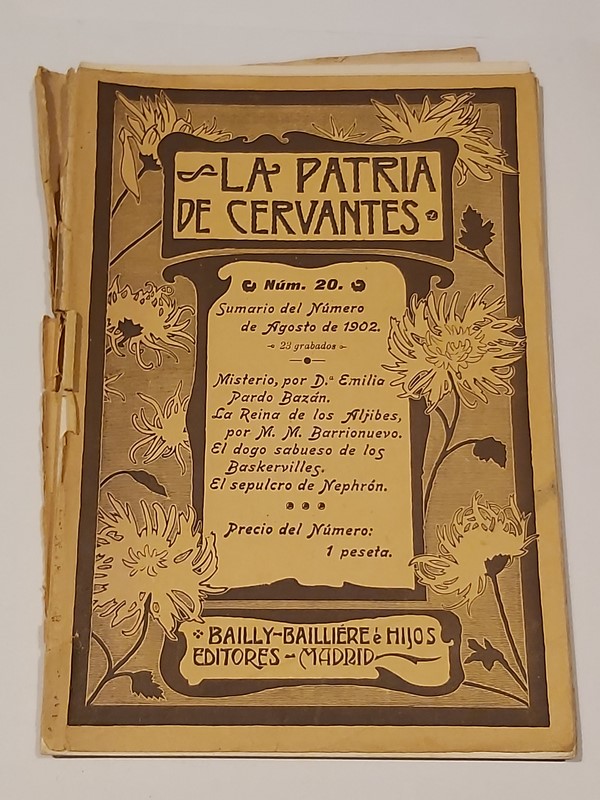 LA PATRIA
DE CERVANTES
Núm. 20.
Sumario del Número
de Agosto de 1902.
23 grabados
Misterio, por D.ª Emilia
Pardo Bazán.
La Reina de los Aljibes,
por M. M. Barrionuevo.
El dogo sabueso de los
Baskervilles.
El sepulcro de Nephrón.
Precio del Número:
1 peseta.
BAILLY-BAILLIÉRE é HIJOS
EDITORES - MADRID